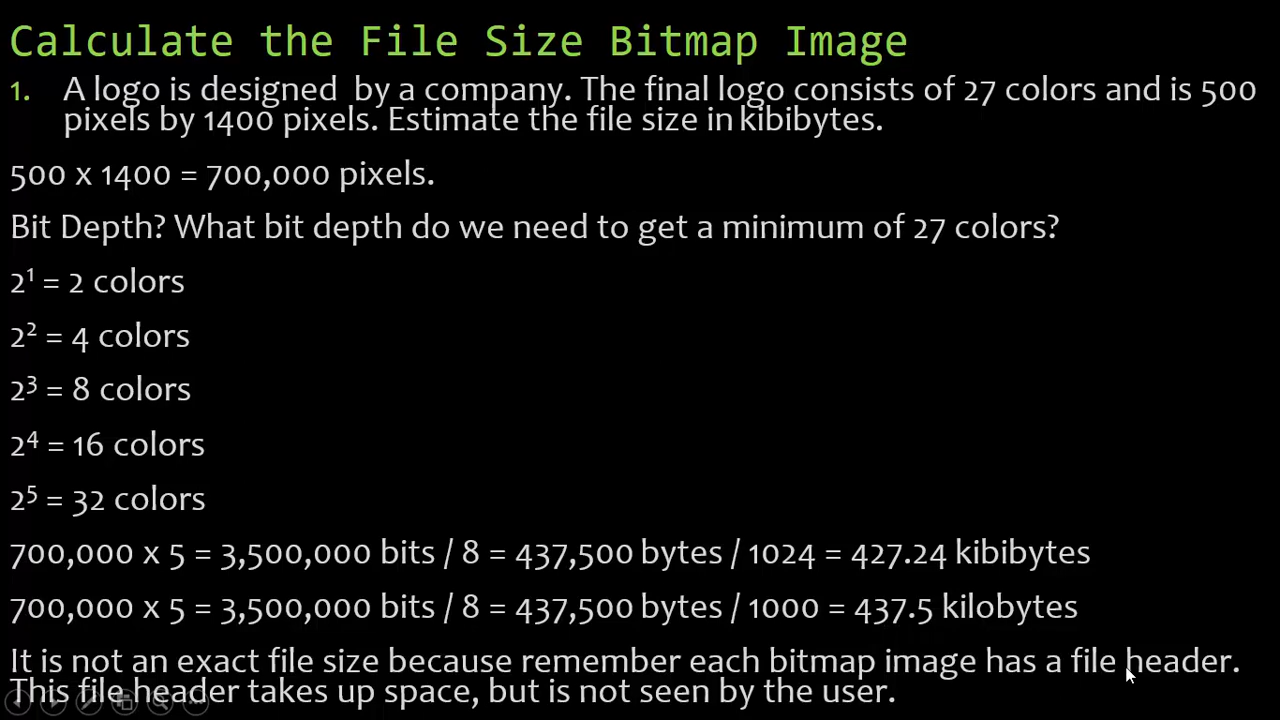 Calculate the File Size Bitmap Image
1. A logo is designed by a company. The final logo consists of 27 colors and is 500
pixels by 1400 pixels. Estimate the file size in kibibytes.
500 x 1400 = 700,000 pixels.
Bit Depth? What bit depth do we need to get a minimum of 27 colors?
2¹ = 2 colors
2² = 4 colors
2³ = 8 colors
2⁴ = 16 colors
2⁵ = 32 colors
700,000 x 5 = 3,500,000 bits / 8 = 437,500 bytes / 1024 = 427.24 kibibytes
700,000 x 5 = 3,500,000 bits / 8 = 437,500 bytes / 1000 = 437.5 kilobytes
It is not an exact file size because remember each bitmap image has a file header.
This file header takes up space, but is not seen by the user.